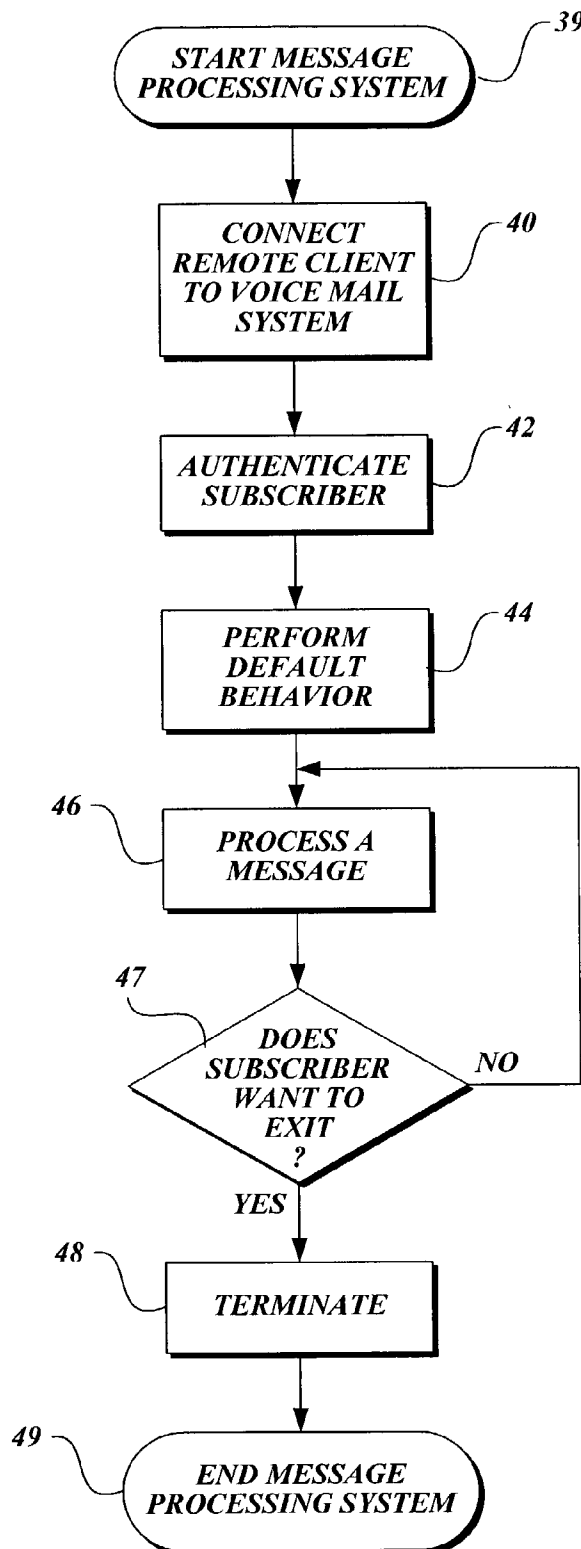 START MESSAGE
PROCESSING SYSTEM
39
CONNECT
REMOTE CLIENT
TO VOICE MAIL
SYSTEM
40
AUTHENTICATE
SUBSCRIBER
42
PERFORM
DEFAULT
BEHAVIOR
44
46
PROCESS A
MESSAGE
47
DOES
SUBSCRIBER
WANT TO
EXIT
?
NO
YES
48
TERMINATE
49
END MESSAGE
PROCESSING SYSTEM